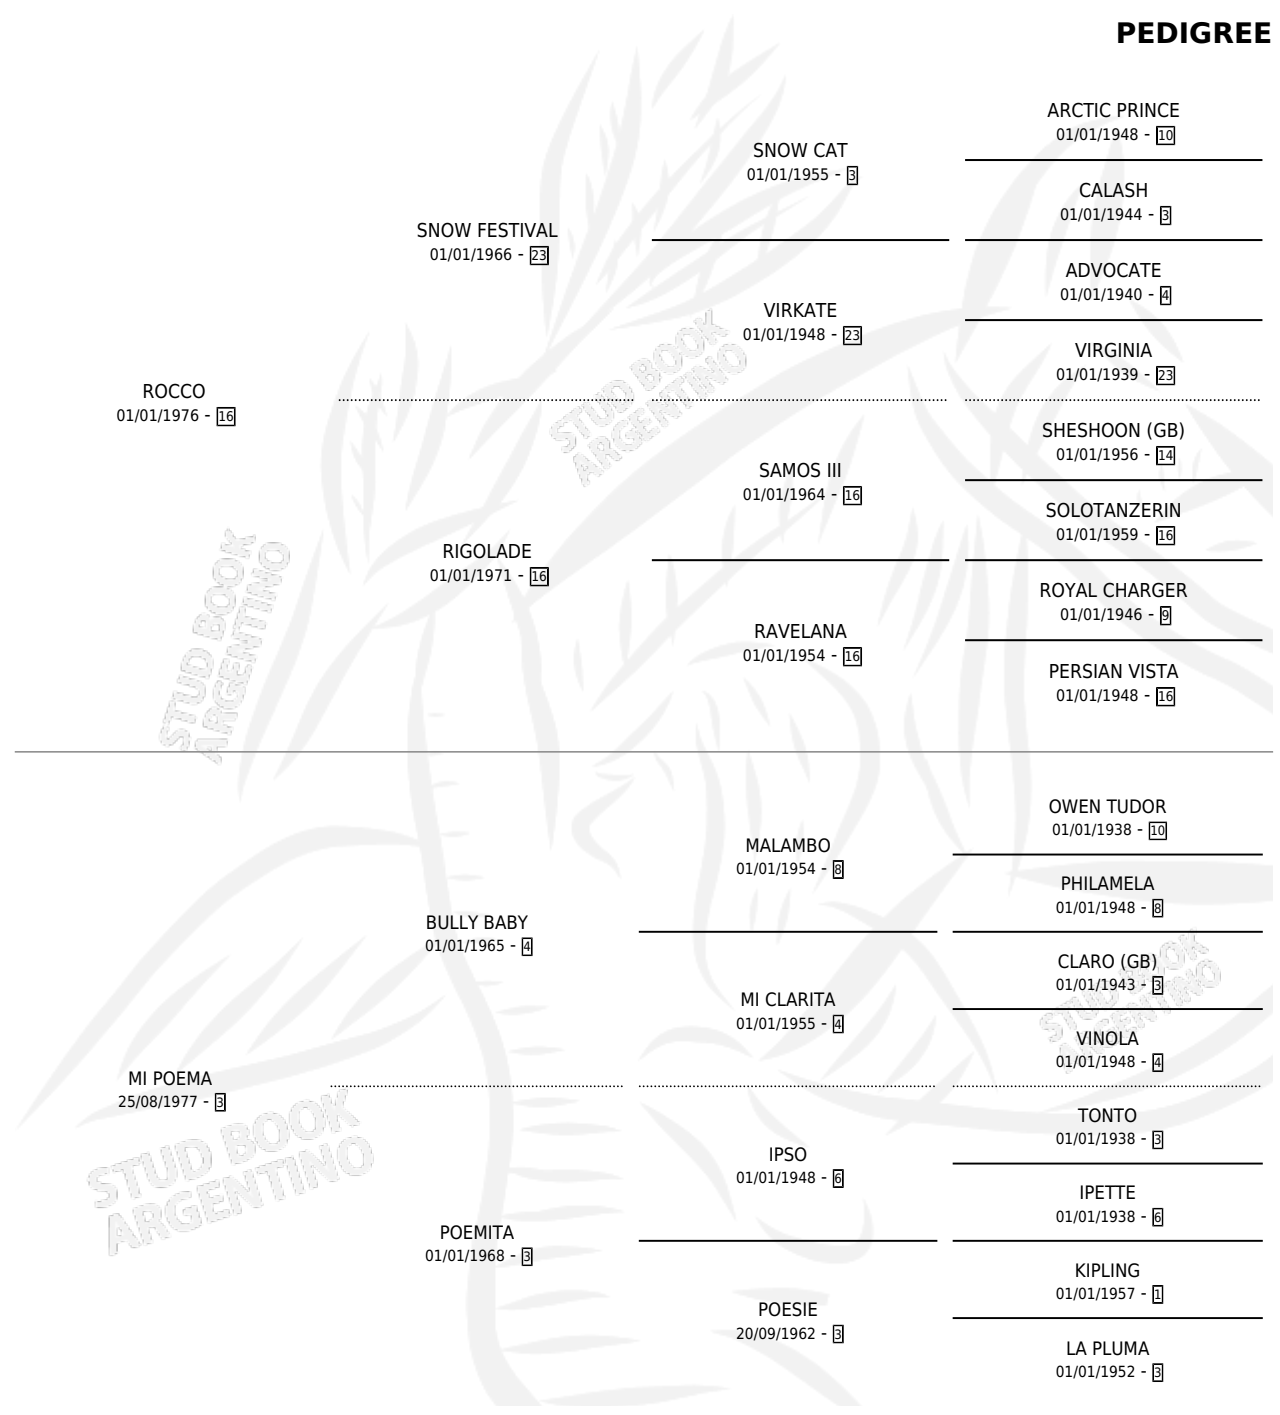 PEDIGREE
ARCTIC PRINCE
01/01/1948 - 10
SNOW CAT
01/01/1955 - 3
CALASH
01/01/1944 - 3
SNOW FESTIVAL
01/01/1966 - 23
ADVOCATE
01/01/1940 - 4
VIRKATE
01/01/1948 - 23
VIRGINIA
01/01/1939 - 23
ROCCO
01/01/1976 - 16
SHESHOON (GB)
01/01/1956 - 14
SAMOS III
01/01/1964 - 16
SOLOTANZERIN
01/01/1959 - 16
RIGOLADE
01/01/1971 - 16
ROYAL CHARGER
01/01/1946 - 9
RAVELANA
01/01/1954 - 16
PERSIAN VISTA
01/01/1948 - 16
OWEN TUDOR
01/01/1938 - 10
MALAMBO
01/01/1954 - 8
PHILAMELA
01/01/1948 - 8
BULLY BABY
01/01/1965 - 4
CLARO (GB)
01/01/1943 - 3
MI CLARITA
01/01/1955 - 4
VINOLA
01/01/1948 - 4
MI POEMA
25/08/1977 - 3
TONTO
01/01/1938 - 3
IPSO
01/01/1948 - 6
IPETTE
01/01/1938 - 6
POEMITA
01/01/1968 - 3
KIPLING
01/01/1957 - 1
POESIE
20/09/1962 - 3
LA PLUMA
01/01/1952 - 3
STUD BOOK
ARGENTINO
STUD BOOK
ARGENTINO
STUD BOOK
ARGENTINO
STUD BOOK
ARGENTINO